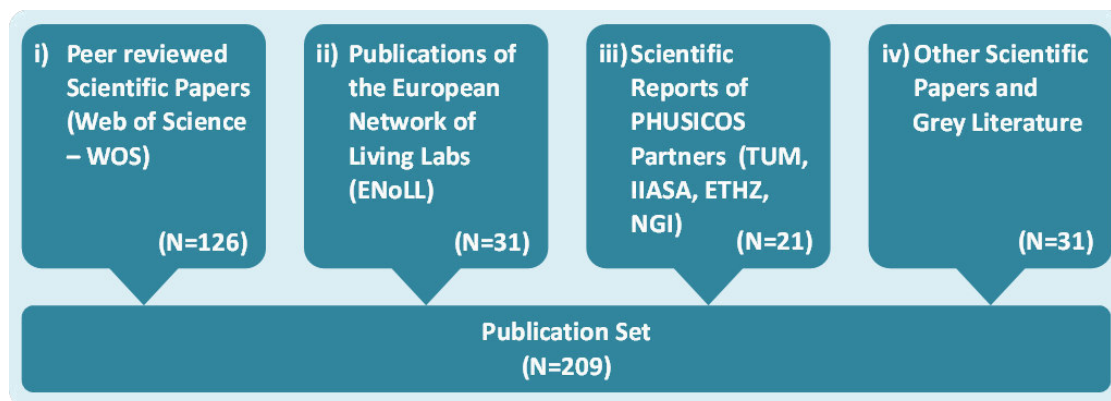 i) Peer reviewed
Scientific Papers
(Web of Science
– WOS)
(N=126)
ii) Publications of
the European
Network of
Living Labs
(ENoLL)
(N=31)
iii) Scientific
Reports of
PHUSICOS
Partners (TUM,
IIASA, ETHZ,
NGI)
(N=21)
iv) Other Scientific
Papers and
Grey Literature
(N=31)
Publication Set
(N=209)